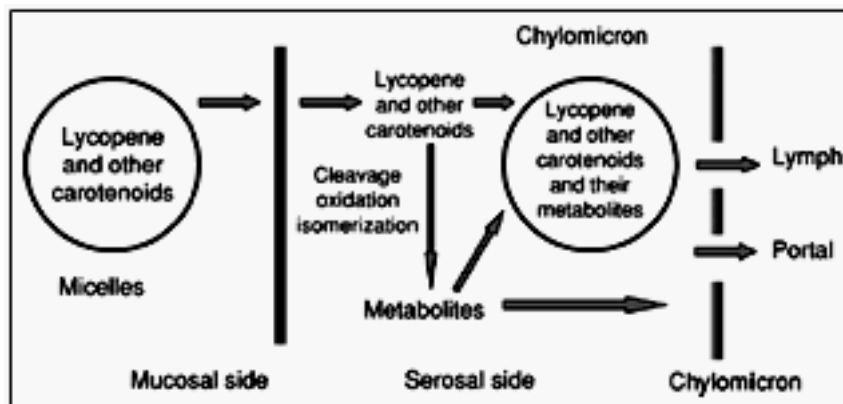 Chylomicron
Lycopene
and other
carotenoids
Micelles
Lycopene
and other
carotenoids
Cleavage
oxidation
isomerization
Metabolites
Lycopene
and other
carotenoids
and their
metabolites
Lymph
Portal
Mucosal side
Serosal side
Chylomicron